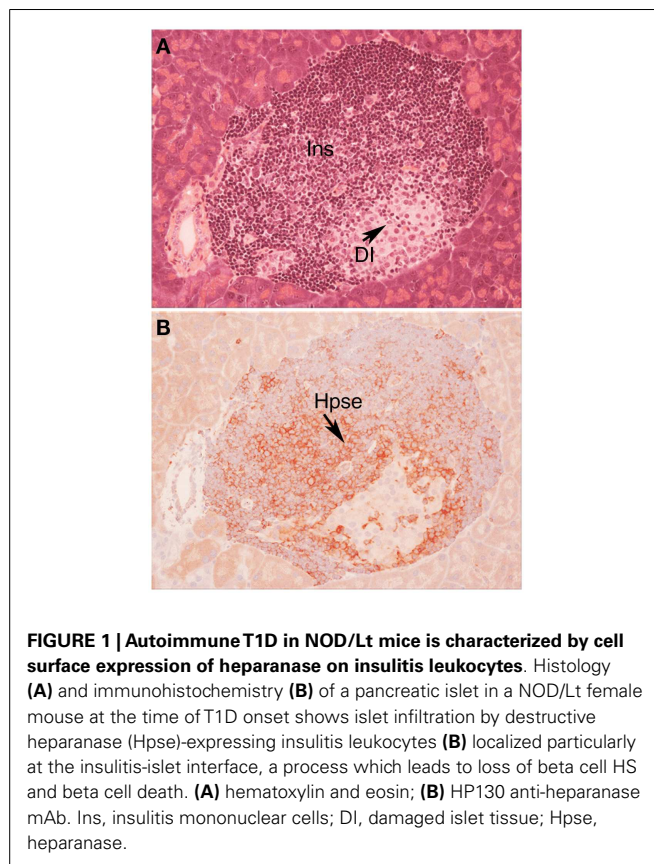 A
Ins
DI
B
Hpse
FIGURE 1 | Autoimmune T1D in NOD/Lt mice is characterized by cell
surface expression of heparanase on insulitis leukocytes. Histology
(A) and immunohistochemistry (B) of a pancreatic islet in a NOD/Lt female
mouse at the time of T1D onset shows islet infiltration by destructive
heparanase (Hpse)-expressing insulitis leukocytes (B) localized particularly
at the insulitis-islet interface, a process which leads to loss of beta cell HS
and beta cell death. (A) hematoxylin and eosin; (B) HP130 anti-heparanase
mAb. Ins, insulitis mononuclear cells; DI, damaged islet tissue; Hpse,
heparanase.